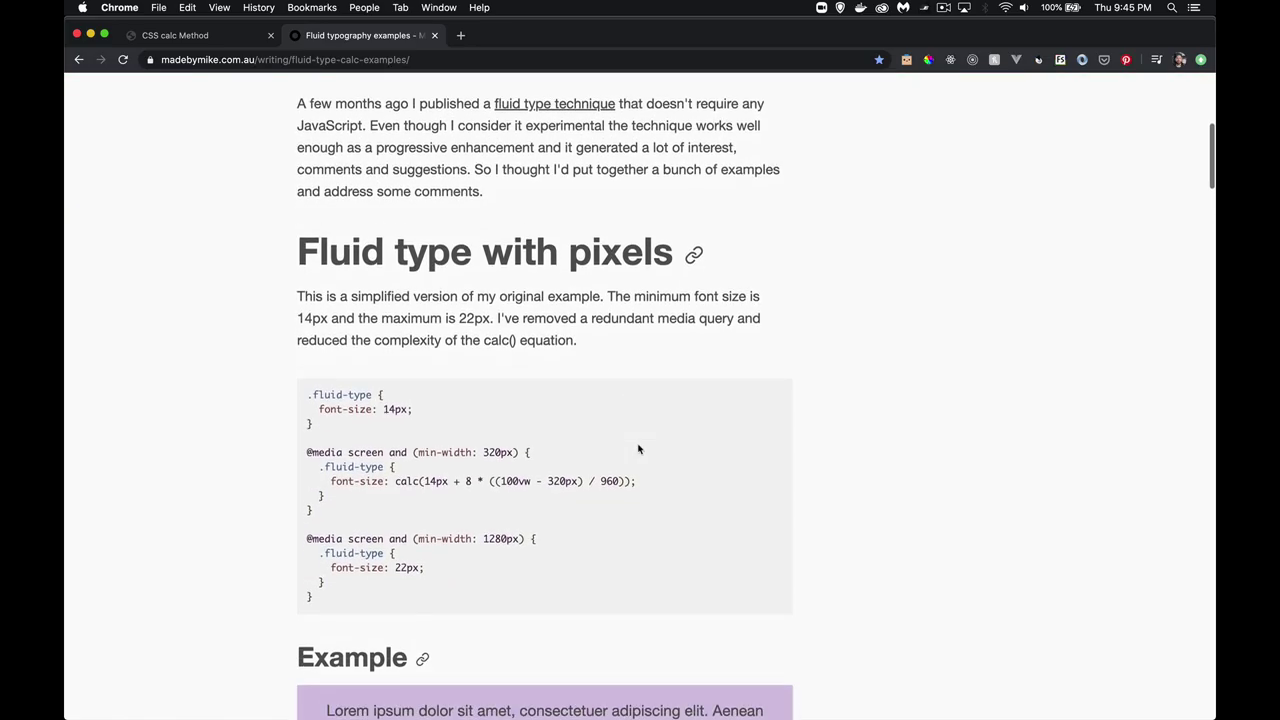 Chrome File Edit View History Bookmarks People Tab Window Help 100% Thu 9:45 PM
CSS calc Method Fluid typography examples - M
madebymike.com.au/writing/fluid-type-calc-examples/
A few months ago I published a fluid type technique that doesn't require any
JavaScript. Even though I consider it experimental the technique works well
enough as a progressive enhancement and it generated a lot of interest,
comments and suggestions. So I thought I'd put together a bunch of examples
and address some comments.
Fluid type with pixels
This is a simplified version of my original example. The minimum font size is
14px and the maximum is 22px. I've removed a redundant media query and
reduced the complexity of the calc() equation.
.fluid-type {
font-size: 14px;
}
@media screen and (min-width: 320px) {
.fluid-type {
font-size: calc(14px + 8 * ((100vw - 320px) / 960));
}
}
@media screen and (min-width: 1280px) {
.fluid-type {
font-size: 22px;
}
}
Example
Lorem ipsum dolor sit amet, consectetuer adipiscing elit. Aenean